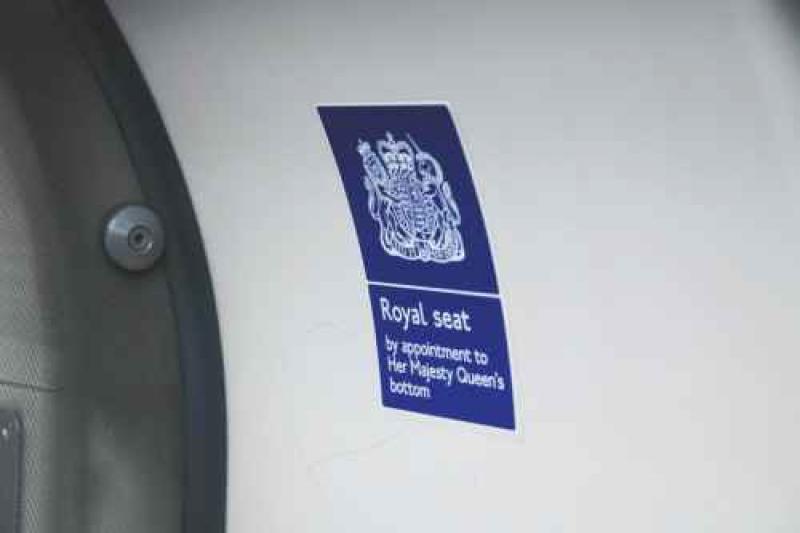 Royal seat
by appointment to
Her Majesty Queen's
bottom